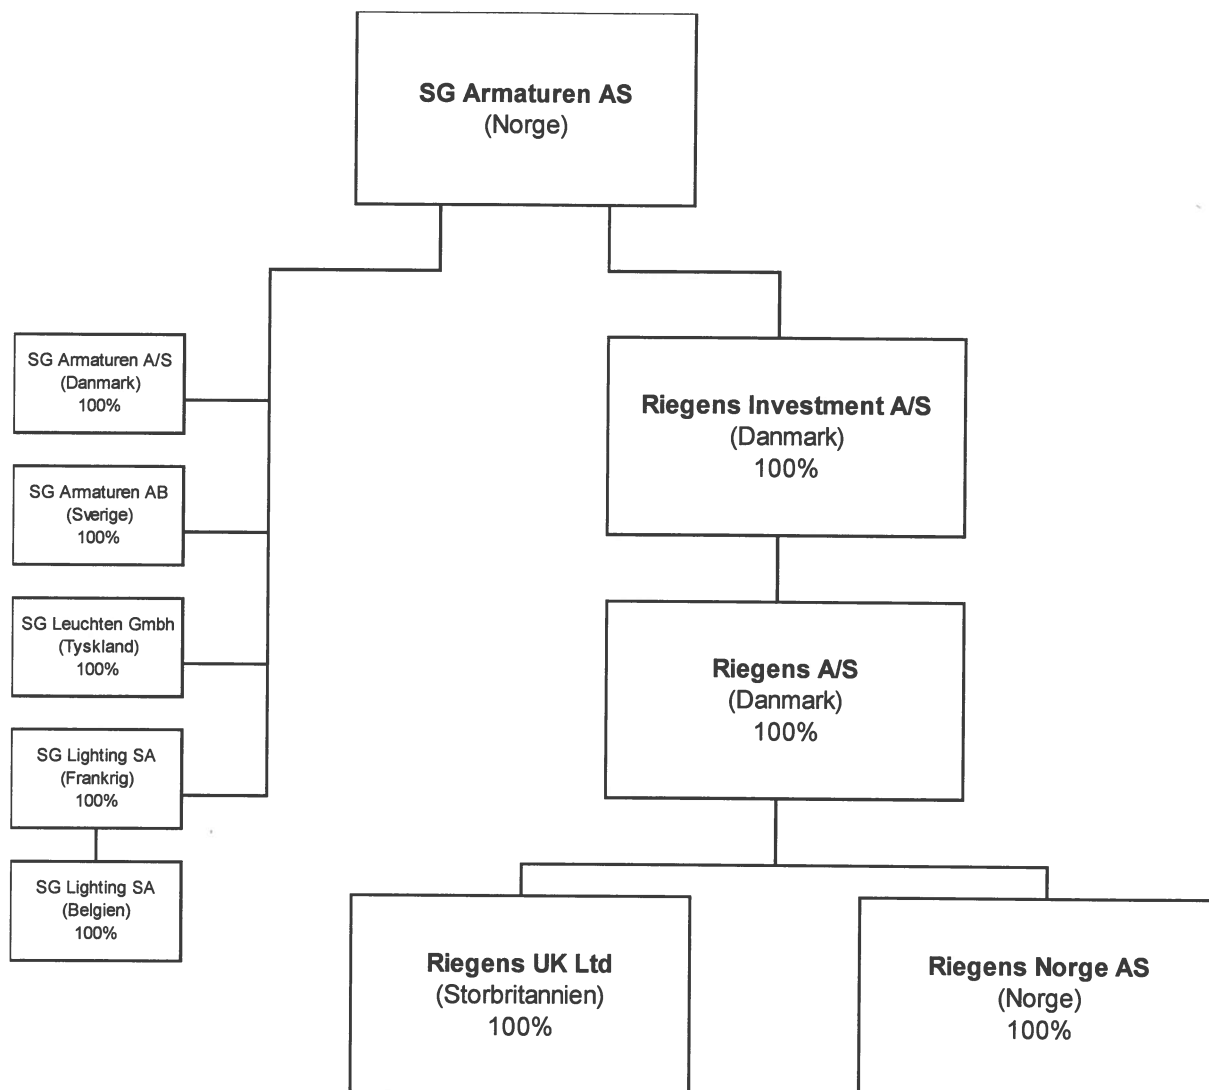 SG Armaturen AS
(Norge)
SG Armaturen A/S
(Danmark)
100%
SG Armaturen AB
(Sverige)
100%
SG Leuchten Gmbh
(Tyskland)
100%
SG Lighting SA
(Frankrig)
100%
SG Lighting SA
(Belgien)
100%
Riegens Investment A/S
(Danmark)
100%
Riegens A/S
(Danmark)
100%
Riegens UK Ltd
(Storbritannien)
100%
Riegens Norge AS
(Norge)
100%